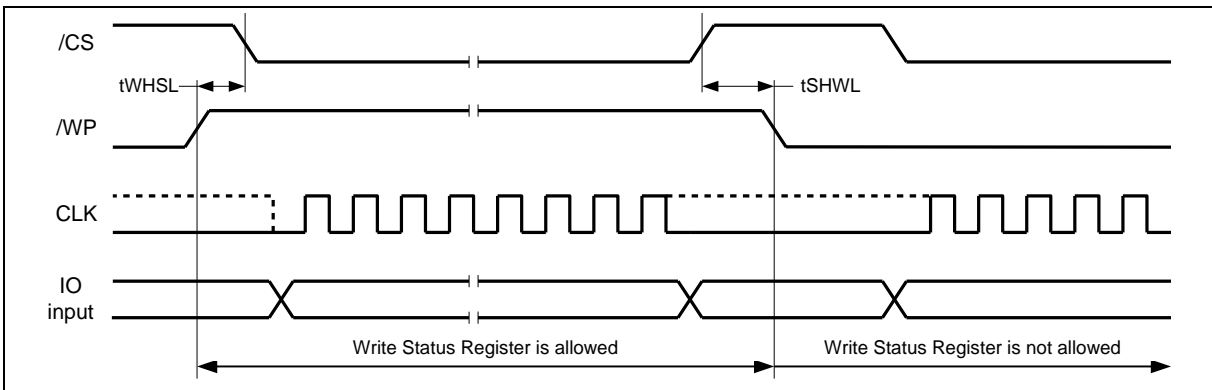 /CS
tWHSL
tSHWL
/WP
CLK
IO
input
Write Status Register is allowed
Write Status Register is not allowed